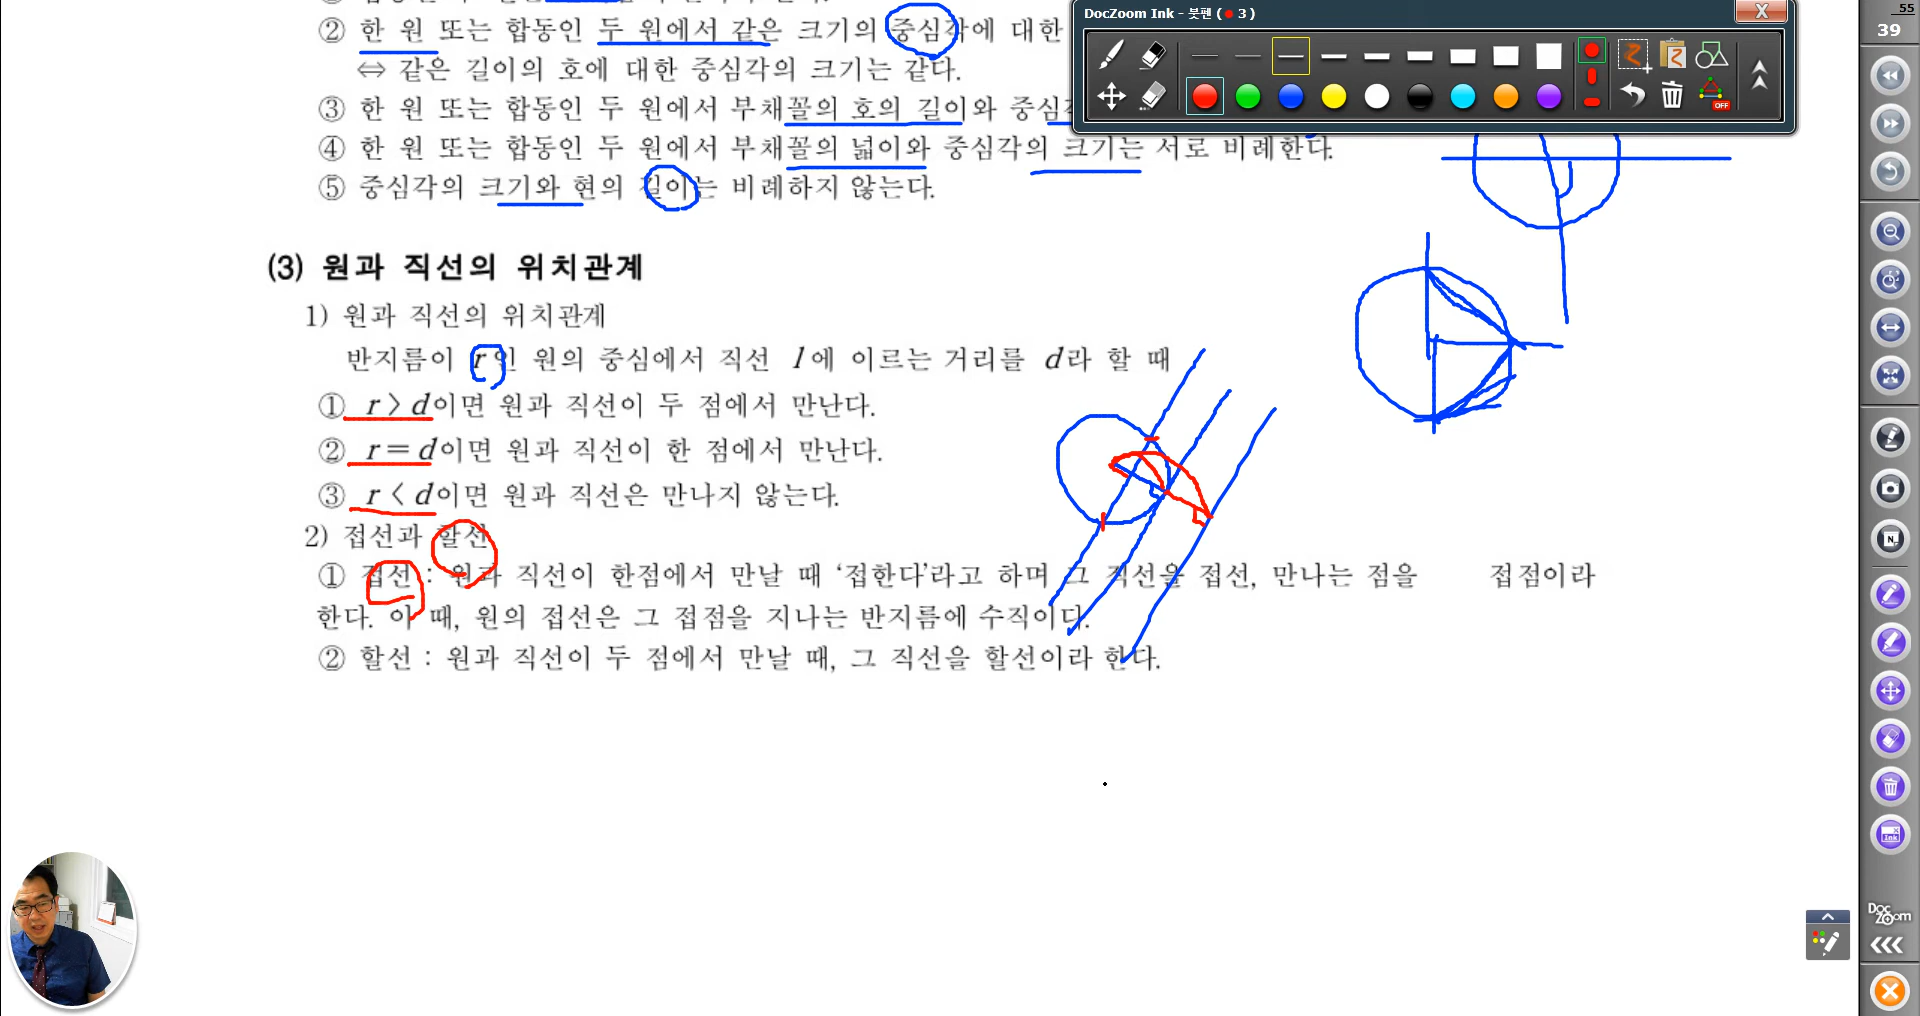 ② 한 원 또는 합동인 두 원에서 같은 크기의 중심각에 대한
⇔ 같은 길이의 호에 대한 중심각의 크기는 같다.
③ 한 원 또는 합동인 두 원에서 부채꼴의 호의 길이와 중심각
④ 한 원 또는 합동인 두 원에서 부채꼴의 넓이와 중심각의 크기는 서로 비례한다.
⑤ 중심각의 크기와 현의 길이는 비례하지 않는다.
(3) 원과 직선의 위치관계
1) 원과 직선의 위치관계
반지름이 r인 원의 중심에서 직선 l에 이르는 거리를 d라 할 때
① r > d이면 원과 직선이 두 점에서 만난다.
② r = d이면 원과 직선이 한 점에서 만난다.
③ r < d이면 원과 직선은 만나지 않는다.
2) 접선과 할선
① 접선 : 원과 직선이 한점에서 만날 때 '접한다'라고 하며 그 직선을 접선, 만나는 점을 접점이라
한다. 이 때, 원의 접선은 그 접점을 지나는 반지름에 수직이다.
② 할선 : 원과 직선이 두 점에서 만날 때, 그 직선을 할선이라 한다.
DocZoom Ink - 붓펜 ( 3 )
X
OFF
55
39
N
Ink
Doc
Zoom